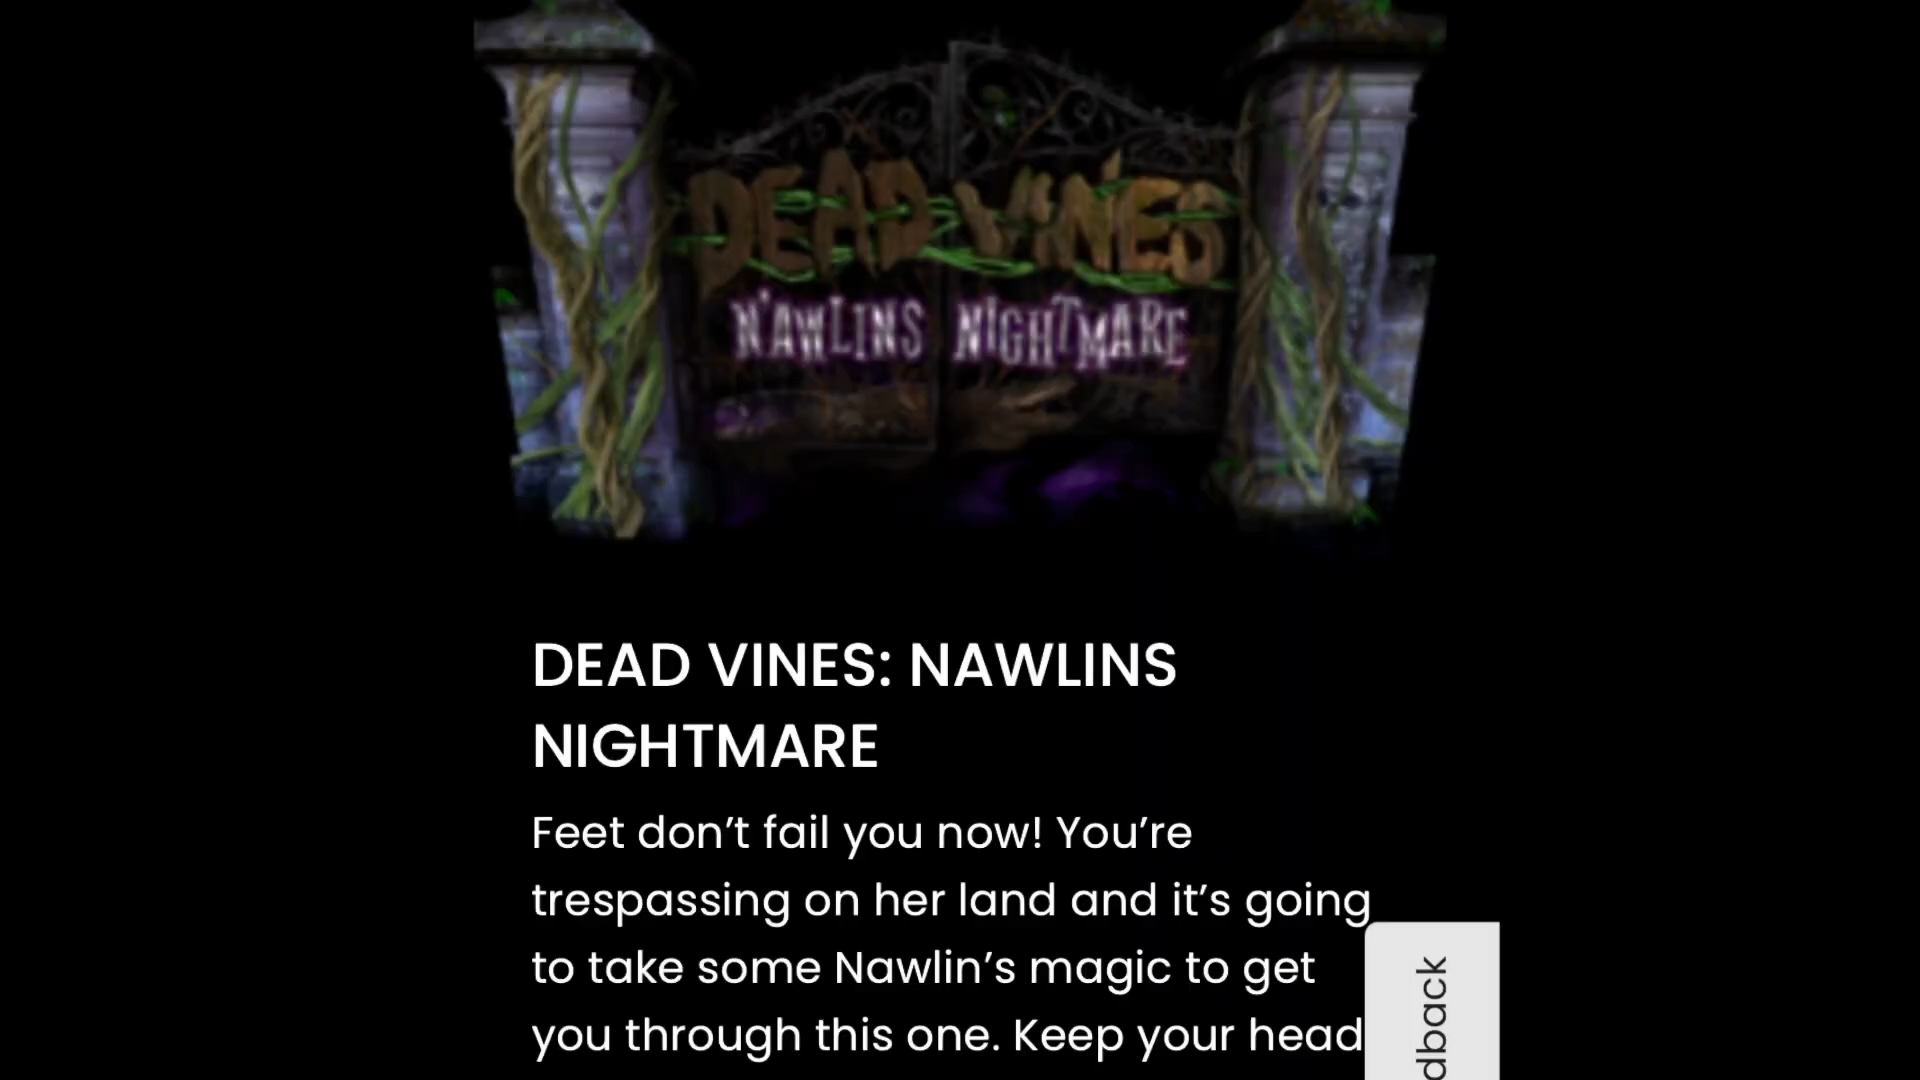 DEAD VINES
N'AWLINS NIGHTMARE
DEAD VINES: NAWLINS
NIGHTMARE
Feet don’t fail you now! You’re
trespassing on her land and it’s going
to take some Nawlin’s magic to get
you through this one. Keep your head
dback